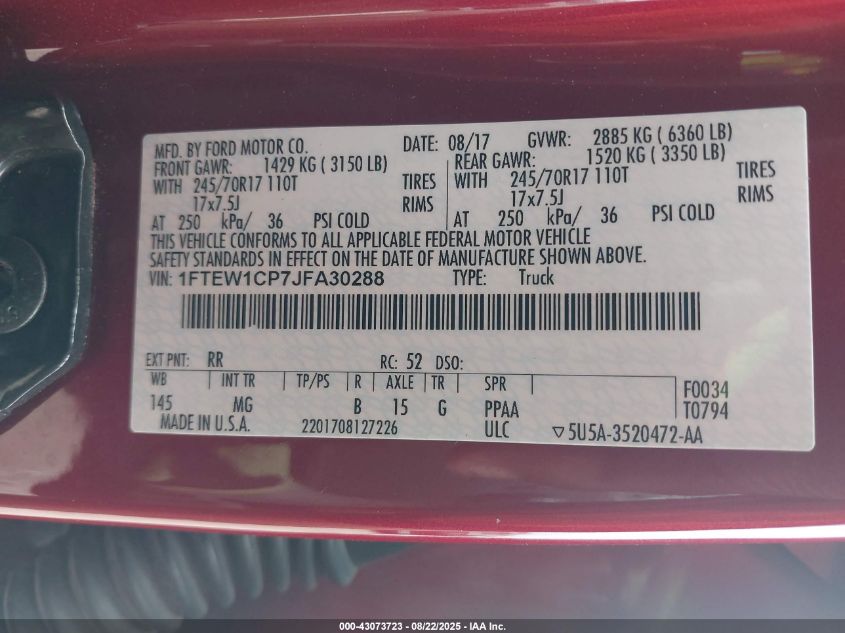 MFD. BY FORD MOTOR CO. DATE: 08/17 GVWR: 2885 KG ( 6360 LB)
FRONT GAWR: 1429 KG ( 3150 LB) REAR GAWR: 1520 KG ( 3350 LB)
WITH 245/70R17 110T TIRES WITH 245/70R17 110T TIRES
17x7.5J RIMS 17x7.5J RIMS
AT 250 kPa/ 36 PSI COLD AT 250 kPa/ 36 PSI COLD
THIS VEHICLE CONFORMS TO ALL APPLICABLE FEDERAL MOTOR VEHICLE
SAFETY STANDARDS IN EFFECT ON THE DATE OF MANUFACTURE SHOWN ABOVE.
VIN: 1FTEW1CP7JFA30288 TYPE: Truck
EXT PNT: RR RC: 52 DSO:
WB INT TR TP/PS R AXLE TR SPR F0034
145 MG B 15 G PPAA T0794
MADE IN U.S.A. 2201708127226 ULC ▽5U5A-3520472-AA
000-43073723 - 08/22/2025 - IAA Inc.